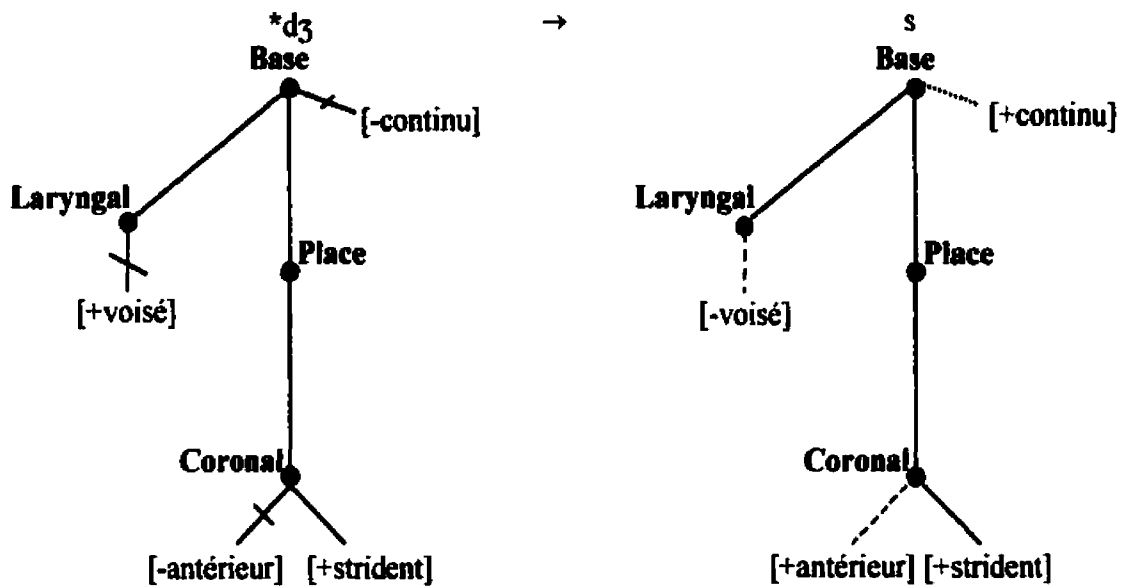 *dʒ → s
Base Base
[-continu] [+continu]
Laryngal Laryngal
Place Place
[+voisé] [-voisé]
Coronal Coronal
[-antérieur] [+strident] [+antérieur] [+strident]